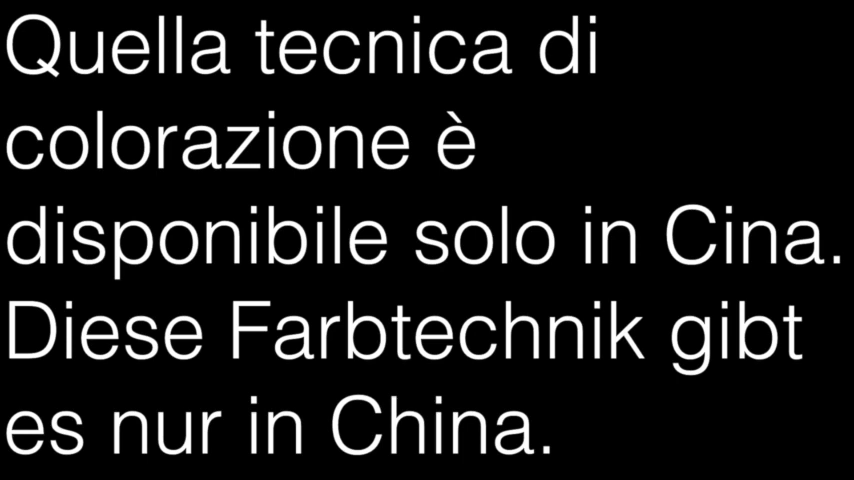 Quella tecnica di
colorazione è
disponibile solo in Cina.
Diese Farbtechnik gibt
es nur in China.